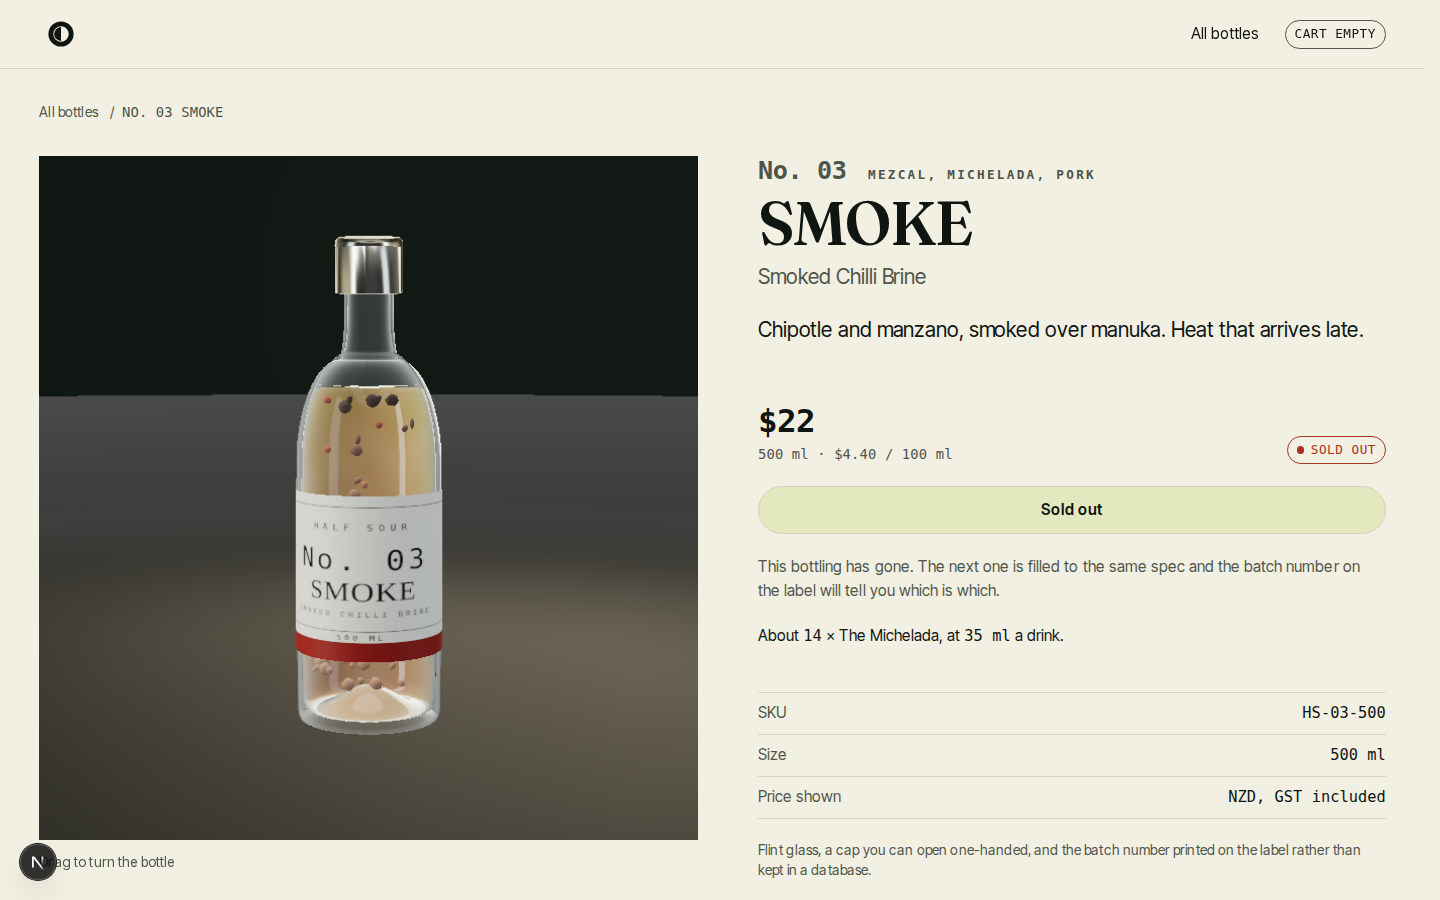 All bottles
CART EMPTY
All bottles / NO. 03 SMOKE
HALF SOUR
No. 03
SMOKE
SMOKED CHILLI BRINE
500 ML
N
Drag to turn the bottle
No. 03 MEZCAL, MICHELADA, PORK
SMOKE
Smoked Chilli Brine
Chipotle and manzano, smoked over manuka. Heat that arrives late.
$22
500 ml · $4.40 / 100 ml
SOLD OUT
Sold out
This bottling has gone. The next one is filled to the same spec and the batch number on
the label will tell you which is which.
About 14 × The Michelada, at 35 ml a drink.
SKU HS-03-500
Size 500 ml
Price shown NZD, GST included
Flint glass, a cap you can open one-handed, and the batch number printed on the label rather than
kept in a database.